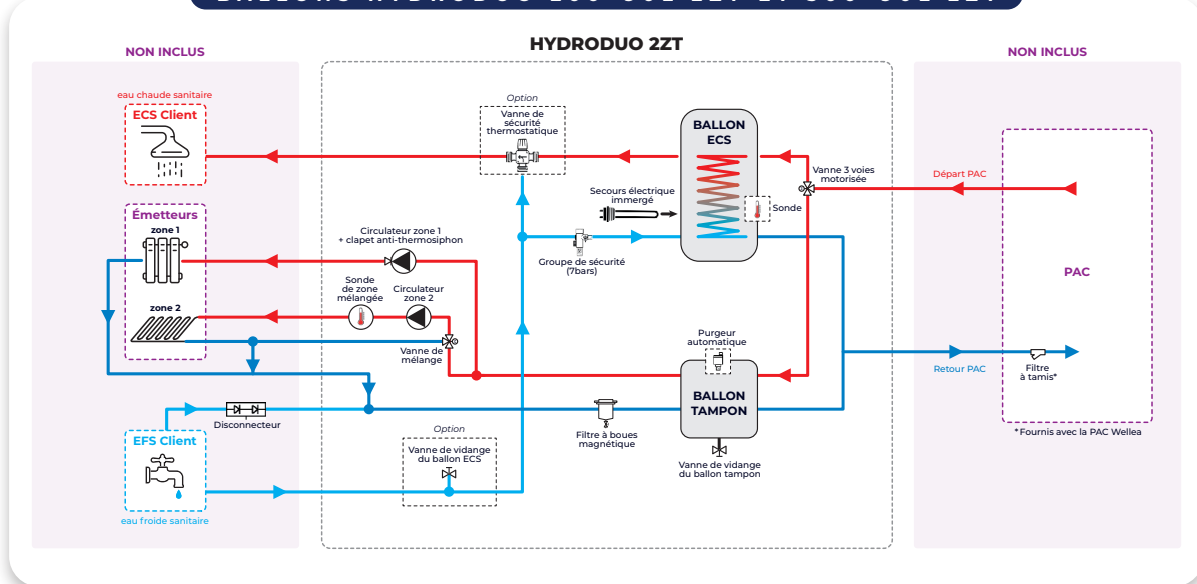 HYDRODUO 2ZT
NON INCLUS
NON INCLUS
eau chaude sanitaire
ECS Client
Option
Vanne de
sécurité
thermostatique
BALLON
ECS
Vanne 3 voies
motorisée
Départ PAC
Secours électrique
immergé
Sonde
Émetteurs
zone 1
Circulateur zone 1
+ clapet anti-thermosiphon
Groupe de sécurité
(7bars)
PAC
Sonde
de zone
mélangée
Circulateur
zone 2
zone 2
Vanne de
mélange
Purgeur
automatique
Retour PAC
Filtre
à tamis*
BALLON
TAMPON
Disconnecteur
Filtre à boues
magnétique
*Fournis avec la PAC Wellea
EFS Client
Option
Vanne de vidange
du ballon ECS
Vanne de vidange
du ballon tampon
eau froide sanitaire